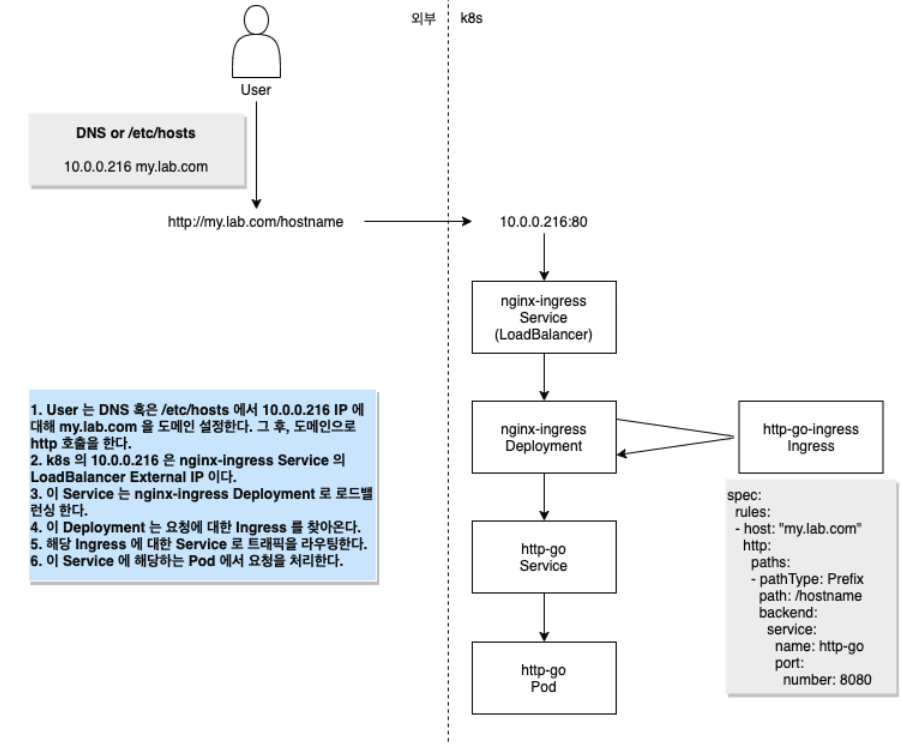 외부
k8s
User
DNS or /etc/hosts
10.0.0.216 my.lab.com
http://my.lab.com/hostname
10.0.0.216:80
nginx-ingress
Service
(LoadBalancer)
nginx-ingress
Deployment
http-go-ingress
Ingress
http-go
Service
http-go
Pod
1. User 는 DNS 혹은 /etc/hosts 에서 10.0.0.216 IP 에
대해 my.lab.com 을 도메인 설정한다. 그 후, 도메인으로
http 호출을 한다.
2. k8s 의 10.0.0.216 은 nginx-ingress Service 의
LoadBalancer External IP 이다.
3. 이 Service 는 nginx-ingress Deployment 로 로드밸
런싱 한다.
4. 이 Deployment 는 요청에 대한 Ingress 를 찾아온다.
5. 해당 Ingress 에 대한 Service 로 트래픽을 라우팅한다.
6. 이 Service 에 해당하는 Pod 에서 요청을 처리한다.
spec:
rules:
- host: "my.lab.com"
http:
paths:
- pathType: Prefix
path: /hostname
backend:
service:
name: http-go
port:
number: 8080